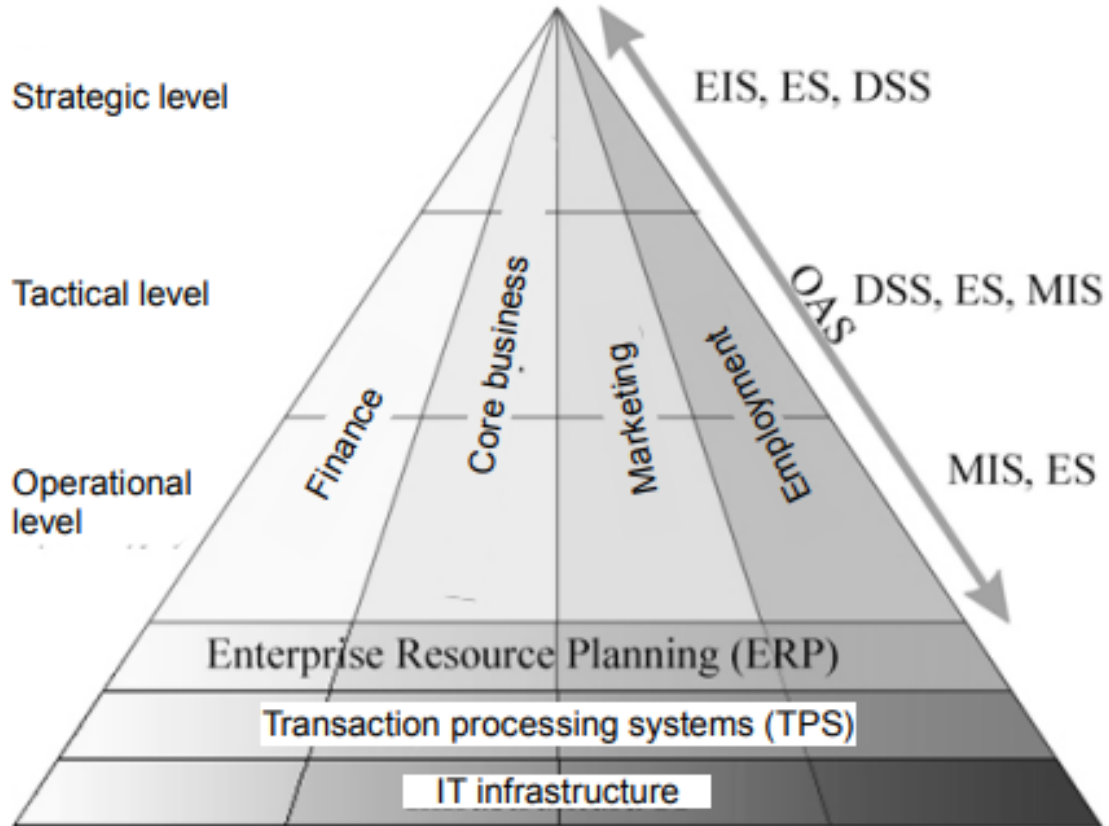 Strategic level
EIS, ES, DSS
Tactical level
OAS
DSS, ES, MIS
Finance
Core business
Marketing
Employment
Operational
level
MIS, ES
Enterprise Resource Planning (ERP)
Transaction processing systems (TPS)
IT infrastructure